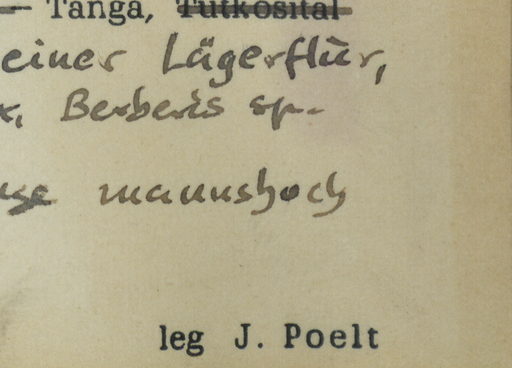 — Tanga, Tutkosital
einer Lägerflur,
Berberis sp.
mannshoch
leg J. Poelt